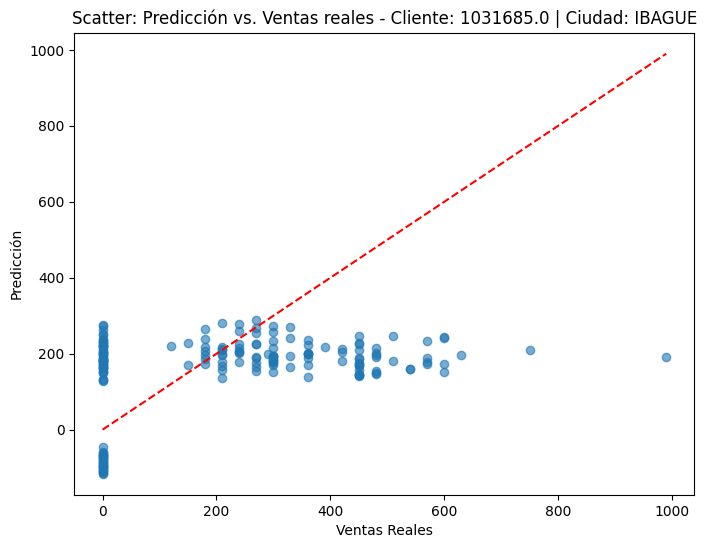 Scatter: Predicción vs. Ventas reales - Cliente: 1031685.0 | Ciudad: IBAGUE
1000
800
600
400
200
0
Predicción
0 200 400 600 800 1000
Ventas Reales